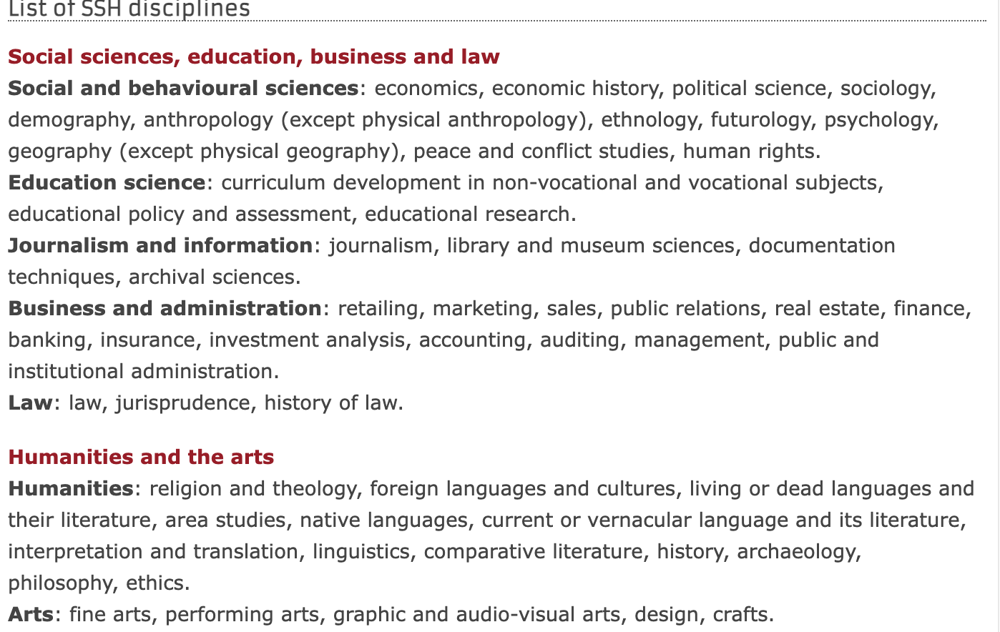 List of SSH disciplines
Social sciences, education, business and law
Social and behavioural sciences: economics, economic history, political science, sociology,
demography, anthropology (except physical anthropology), ethnology, futurology, psychology,
geography (except physical geography), peace and conflict studies, human rights.
Education science: curriculum development in non-vocational and vocational subjects,
educational policy and assessment, educational research.
Journalism and information: journalism, library and museum sciences, documentation
techniques, archival sciences.
Business and administration: retailing, marketing, sales, public relations, real estate, finance,
banking, insurance, investment analysis, accounting, auditing, management, public and
institutional administration.
Law: law, jurisprudence, history of law.
Humanities and the arts
Humanities: religion and theology, foreign languages and cultures, living or dead languages and
their literature, area studies, native languages, current or vernacular language and its literature,
interpretation and translation, linguistics, comparative literature, history, archaeology,
philosophy, ethics.
Arts: fine arts, performing arts, graphic and audio-visual arts, design, crafts.